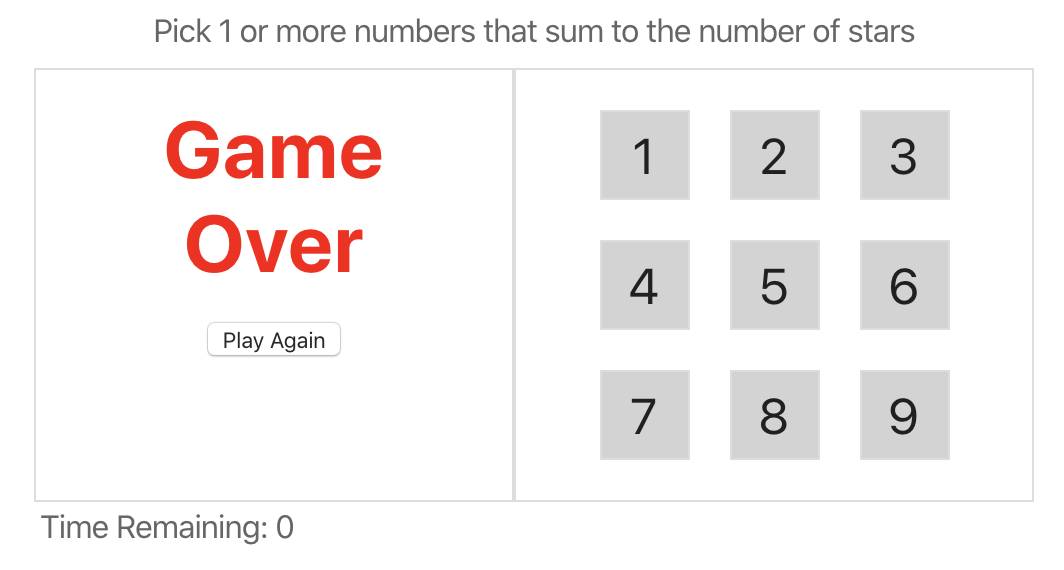 Pick 1 or more numbers that sum to the number of stars
Game
Over
Play Again
1 2 3
4 5 6
7 8 9
Time Remaining: 0